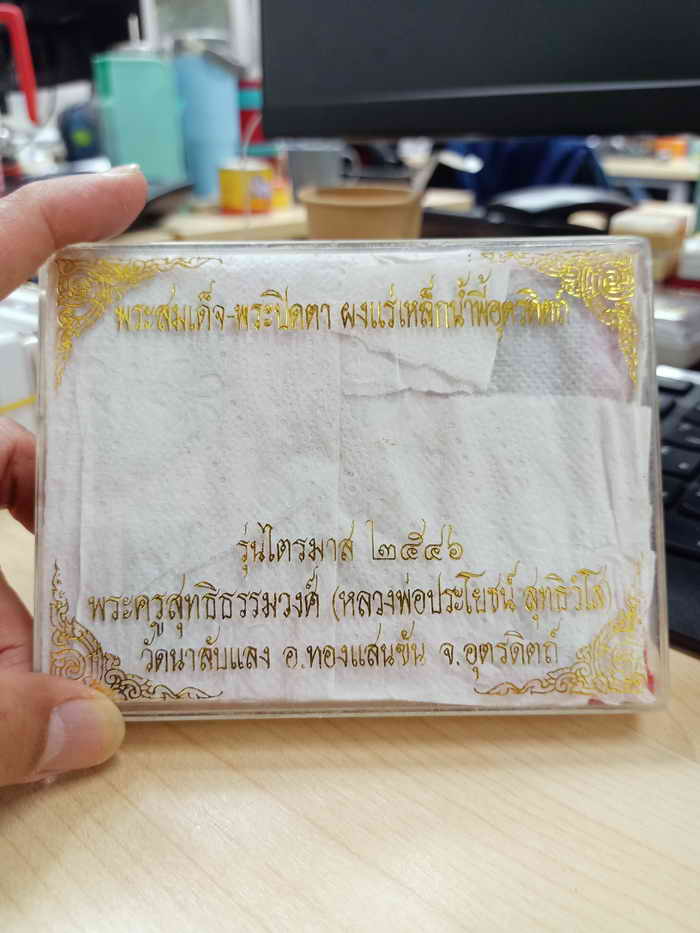 พระสมเด็จ-พระปิดตา ผงแร่เหล็กน้ำพี้อุตรดิตถ์
รุ่นไตรมาส ๒๕๔๖
พระครูสุทธิธรรมวงศ์ (หลวงพ่อประโยชน์ สุทธิวํโส)
วัดนาลับแลง อ.ทองแสนขัน จ.อุตรดิตถ์